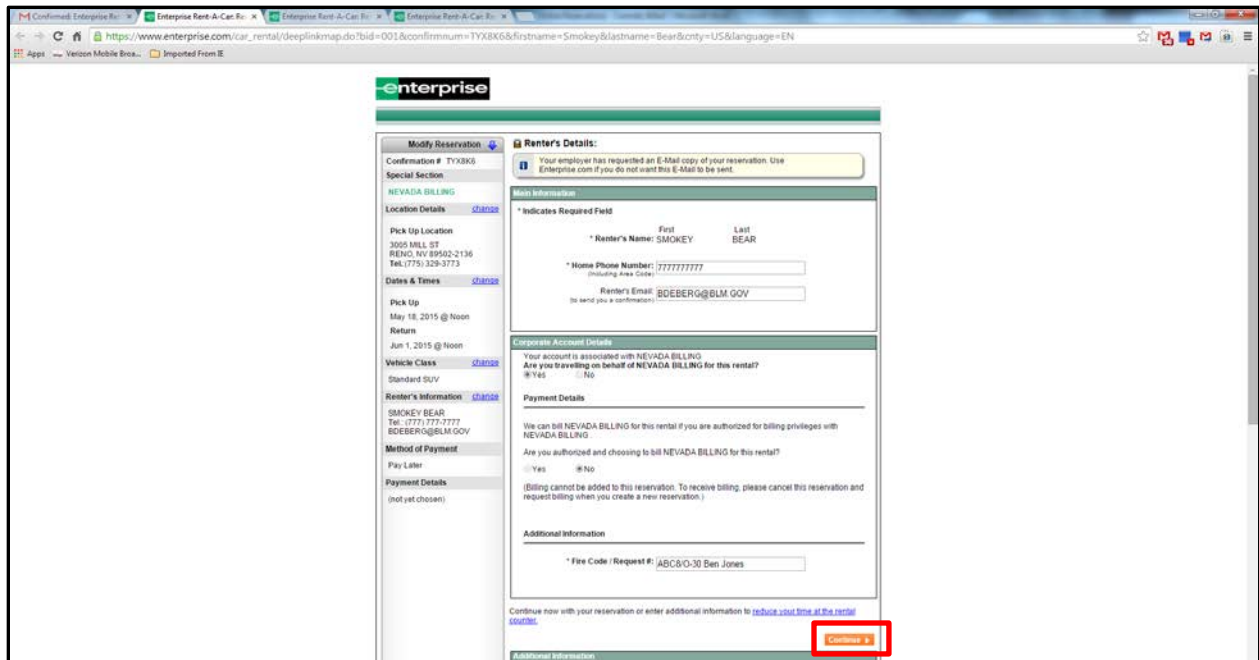 Confirmed: Enterprise Re
Enterprise Rent-A-Car: Re
Enterprise Rent-A-Car: Re
Enterprise Rent-A-Car: Re
https://www.enterprise.com/car_rental/deeplinkmap.do?bid=001&confirmnum=TYX8K6&firstname=Smokey&lastname=Bear&cnty=US&language=EN
Apps
Verizon Mobile Broa...
Imported From IE
enterprise
Modify Reservation
Confirmation # TYX8K6
Special Section
NEVADA BILLING
Location Details change
Pick Up Location
3005 MILL ST
RENO, NV 89502-2136
Tel.:(775) 329-3773
Dates & Times change
Pick Up
May 18, 2015 @ Noon
Return
Jun 1, 2015 @ Noon
Vehicle Class change
Standard SUV
Renter's Information change
SMOKEY BEAR
Tel.: (777) 777-7777
BDEBERG@BLM.GOV
Method of Payment
Pay Later
Payment Details
(not yet chosen)
Renter's Details:
Your employer has requested an E-Mail copy of your reservation. Use
Enterprise.com if you do not want this E-Mail to be sent.
Main Information
* Indicates Required Field
First Last
* Renter's Name: SMOKEY BEAR
* Home Phone Number: 7777777777
(Including Area Code)
Renter's Email: BDEBERG@BLM.GOV
(to send you a confirmation)
Corporate Account Details
Your account is associated with NEVADA BILLING
Are you travelling on behalf of NEVADA BILLING for this rental?
Yes No
Payment Details
We can bill NEVADA BILLING for this rental if you are authorized for billing privileges with
NEVADA BILLING .
Are you authorized and choosing to bill NEVADA BILLING for this rental?
Yes No
(Billing cannot be added to this reservation. To receive billing, please cancel this reservation and
request billing when you create a new reservation.)
Additional Information
* Fire Code / Request #: ABC8/O-30 Ben Jones
Continue now with your reservation or enter additional information to reduce your time at the rental
counter.
Continue
Additional Information